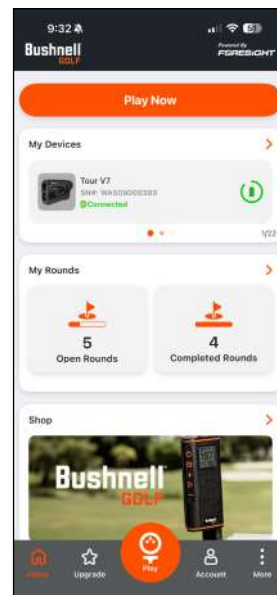 9:32
Bushnell
GOLF
Powered By
FORESIGHT
Play Now
My Devices
Tour V7
Connected
1/22
My Rounds
5
Open Rounds
4
Completed Rounds
Shop
Bushnell
GOLF
Home
Upgrade
Play
Account
More